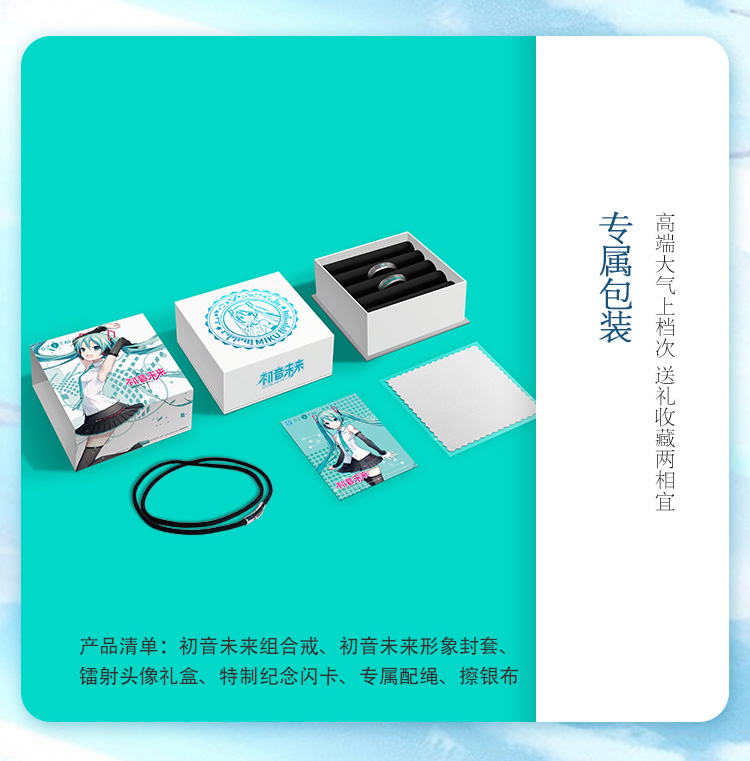 专属包装
高端大气上档次 送礼收藏两相宜
初音未来
MIKU
初音未来
初音未来
产品清单：初音未来组合戒、初音未来形象封套、
镭射头像礼盒、特制纪念闪卡、专属配绳、擦银布